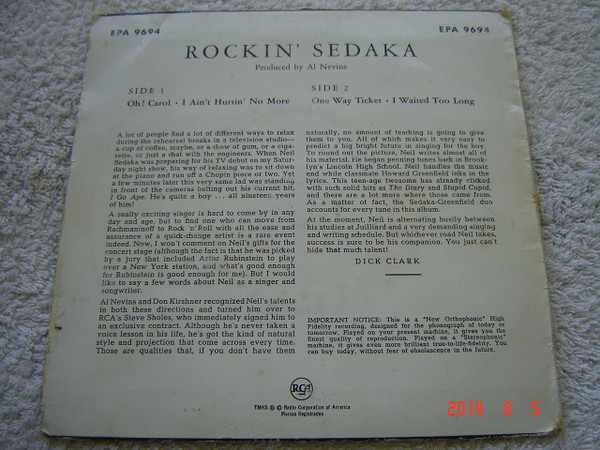 EPA 9694
EPA 9694
ROCKIN' SEDAKA
Produced by Al Nevins
SIDE 1
Oh! Carol • I Ain't Hurtin' No More
SIDE 2
One Way Ticket • I Waited Too Long
A lot of people find a lot of different ways to relax
during the rehearsal breaks in a television studio—
a cup of coffee, maybe, or a chaw of gum, or a ciga-
rette, or just a chat with the engineers. When Neil
Sedaka was preparing for his TV debut on my Satur-
day night show, his way of relaxing was to sit down
at the piano and run off a Chopin piece or two. Yet
a few minutes later this very same lad was standing
in front of the cameras belting out his current hit,
I Go Ape. He's quite a boy ... all nineteen years
of him!
A really exciting singer is hard to come by in any
day and age, but to find one who can move from
Rachmaninoff to Rock 'n' Roll with all the ease and
assurance of a quick-change artist is a rare event
indeed. Now, I won't comment on Neil's gifts for the
concert stage (although the fact is that he was picked
by a jury that included Artur Rubinstein to play
over a New York station, and what's good enough
for Rubinstein is good enough for me). But I would
like to say a few words about Neil as a singer and
songwriter.
Al Nevins and Don Kirshner recognized Neil's talents
in both these directions and turned him over to
RCA's Steve Sholes, who immediately signed him to
an exclusive contract. Although he's never taken a
voice lesson in his life, he's got the kind of natural
style and projection that come across every time.
Those are qualities that, if you don't have them
naturally, no amount of teaching is going to give
them to you. All of which makes it very easy to
predict a big bright future in singing for the boy.
To round out the picture, Neil writes almost all of
his material. He began penning tunes back in Brook-
lyn's Lincoln High School. Neil handles the music
end while classmate Howard Greenfield inks in the
lyrics. This teen-age twosome has already clicked
with such solid hits as The Diary and Stupid Cupid,
and there are a lot more where those came from.
As a matter of fact, the Sedaka-Greenfield duo
accounts for every tune in this album.
At the moment, Neil is alternating busily between
his studies at Juilliard and a very demanding singing
and writing schedule. But whichever road Neil takes,
success is sure to be his companion. You just can't
hide that much talent!
DICK CLARK
IMPORTANT NOTICE: This is a "New Orthophonic" High
Fidelity recording, designed for the phonograph of today or
tomorrow. Played on your present machine, it gives you the
finest quality of reproduction. Played on a "Stereophonic"
machine, it gives even more brilliant true-to-life-fidelity. You
can buy today, without fear of obsolescence in the future.
RCA
TMKS ® © Radio Corporation of America
Marcas Registradas
2014 8 5